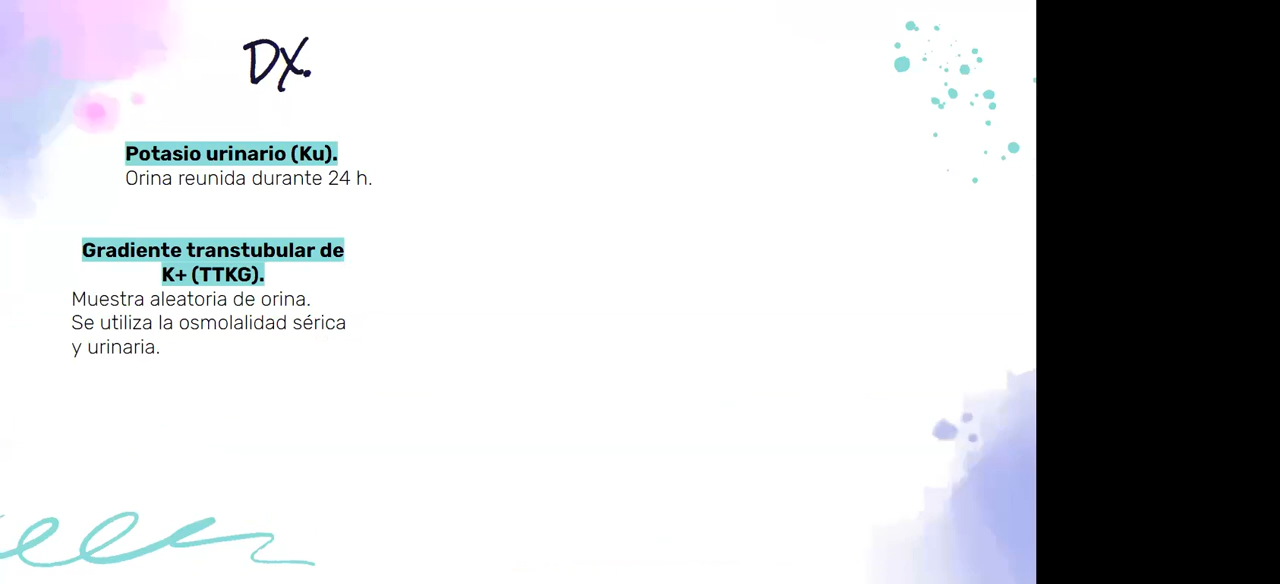 DX.
Potasio urinario (Ku).
Orina reunida durante 24 h.
Gradiente transtubular de
K+ (TTKG).
Muestra aleatoria de orina.
Se utiliza la osmolalidad sérica
y urinaria.